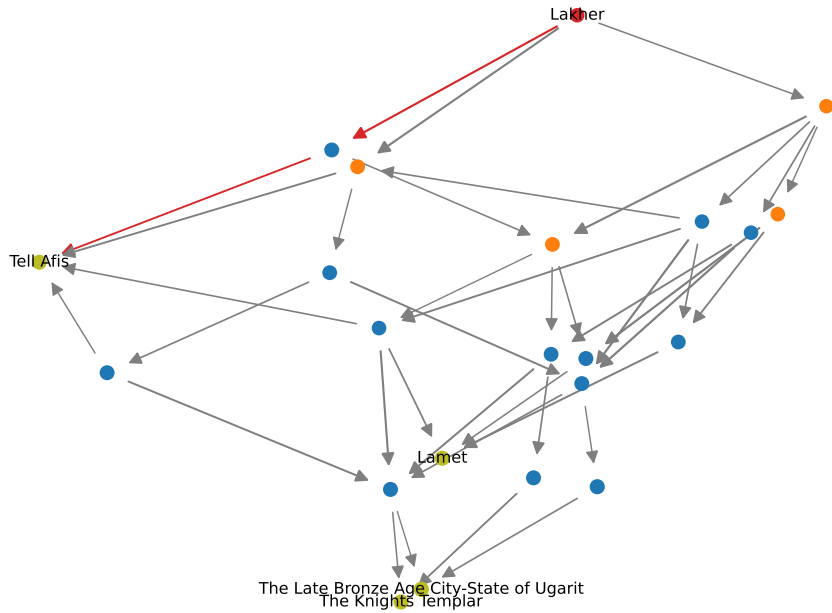 Lakher
Tell Afis
Lamet
The Late Bronze Age City-State of Ugarit
The Knights Templar